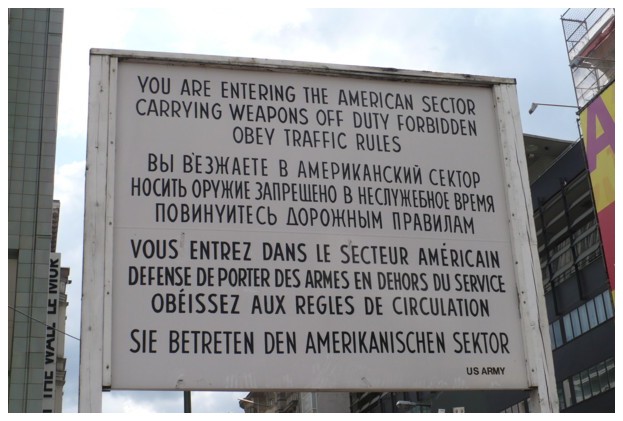 YOU ARE ENTERING THE AMERICAN SECTOR
CARRYING WEAPONS OFF DUTY FORBIDDEN
OBEY TRAFFIC RULES
ВЫ В'ЕЗЖАЕТЕ В АМЕРИКАНСКИЙ СЕКТОР
НОСИТЬ ОРУЖИЕ ЗАПРЕЩЕНО В НЕСЛУЖЕБНОЕ ВРЕМЯ
ПОВИНУИТЕСЬ ДОРОЖНЫМ ПРАВИЛАМ
VOUS ENTREZ DANS LE SECTEUR AMÉRICAIN
DEFENSE DE PORTER DES ARMES EN DEHORS DU SERVICE
OBÉISSEZ AUX REGLES DE CIRCULATION
SIE BETRETEN DEN AMERIKANISCHEN SEKTOR
US ARMY
THE WALL LE MUR